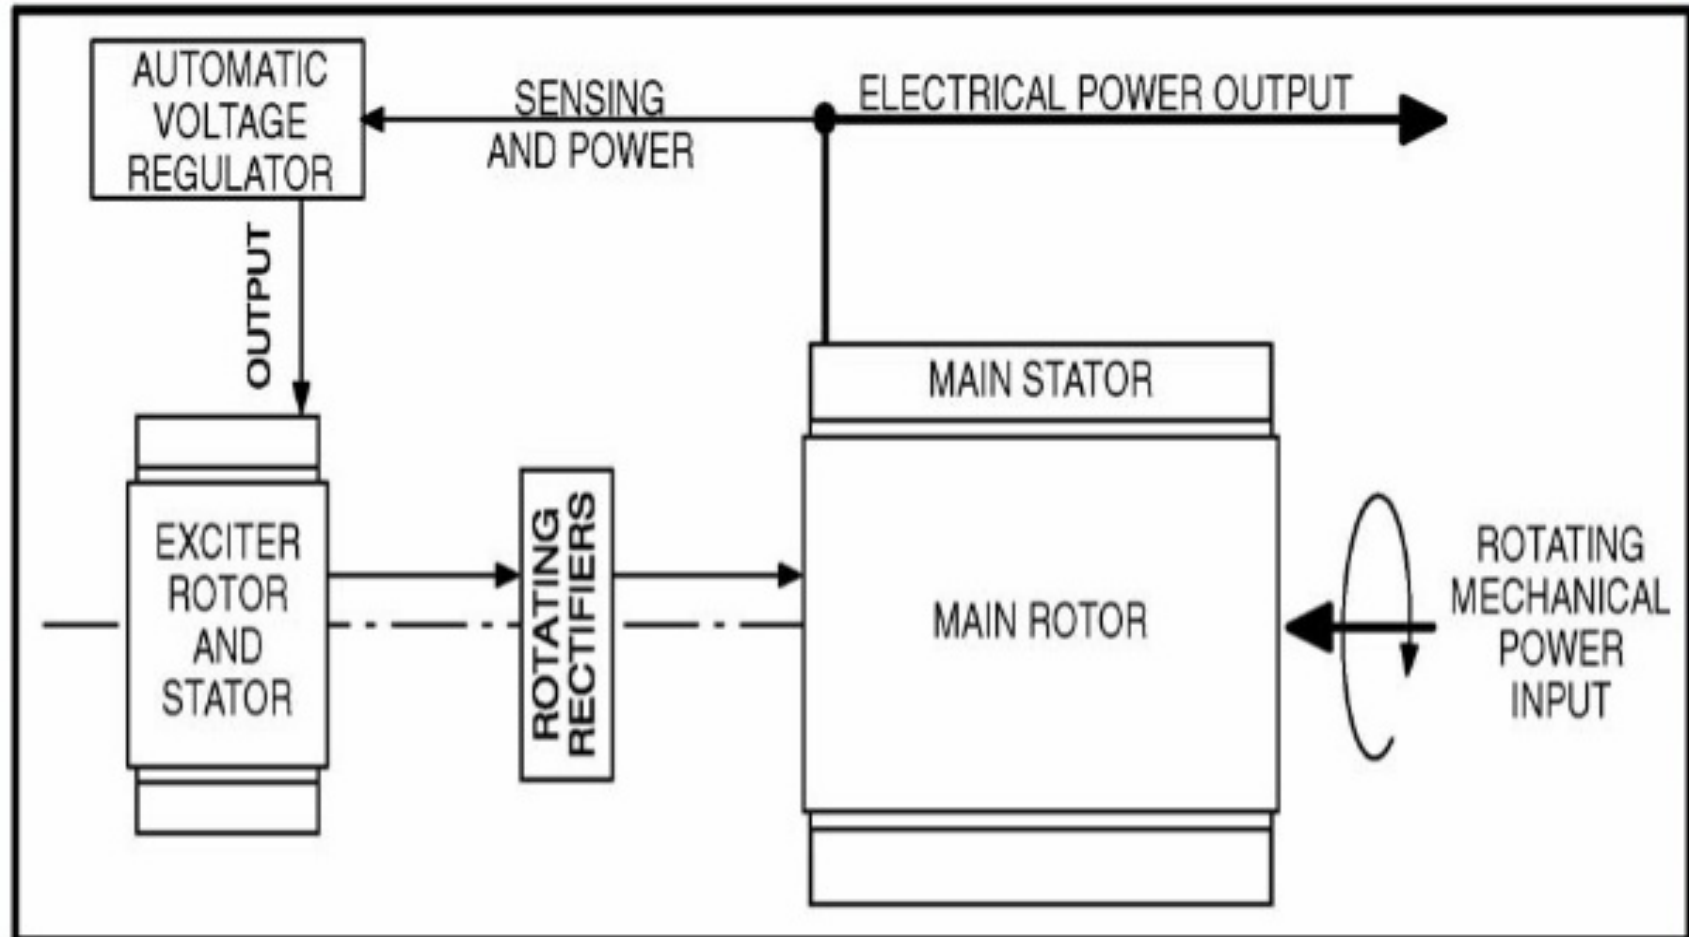 AUTOMATIC
VOLTAGE
REGULATOR
SENSING
AND POWER
ELECTRICAL POWER OUTPUT
OUTPUT
MAIN STATOR
EXCITER
ROTOR
AND
STATOR
ROTATING
RECTIFIERS
MAIN ROTOR
ROTATING
MECHANICAL
POWER
INPUT